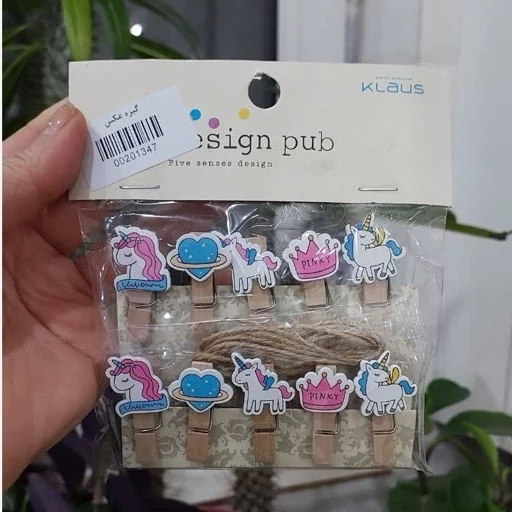 KLaus
گیره عکس
00201347
esign pub
Five senses design
Unicorn
PINKY
Unicorn
PINKY